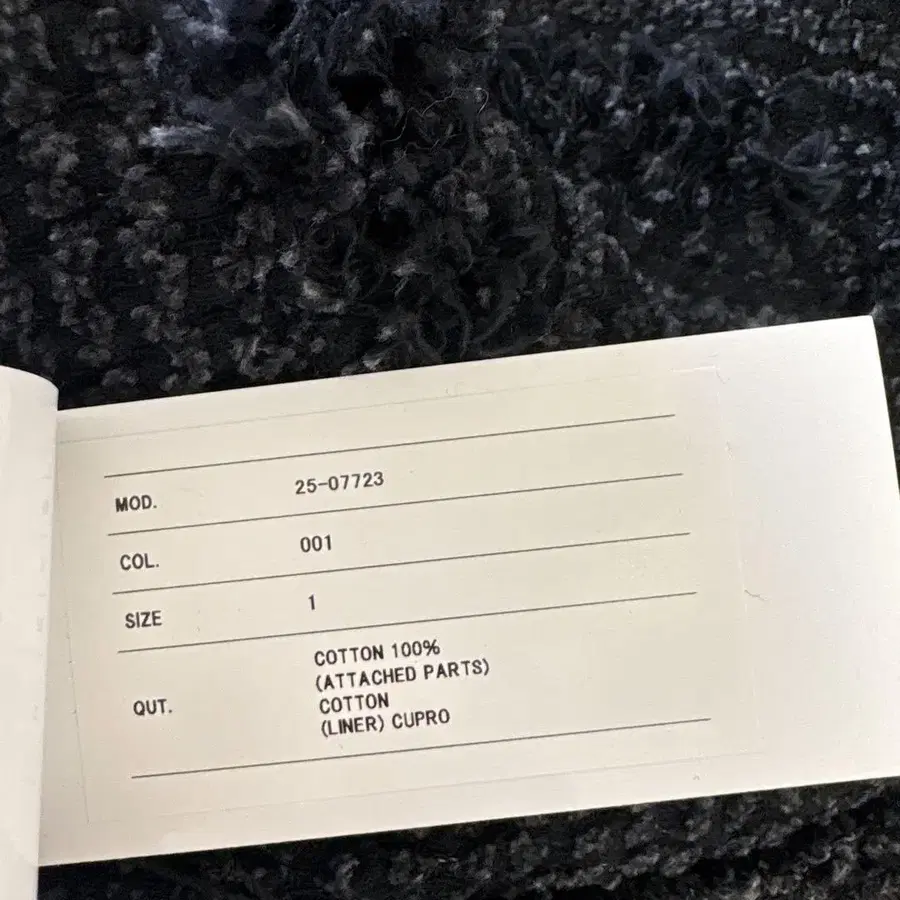 MOD. 25-07723
COL. 001
SIZE 1
QUT. COTTON 100%
(ATTACHED PARTS)
COTTON
(LINER) CUPRO